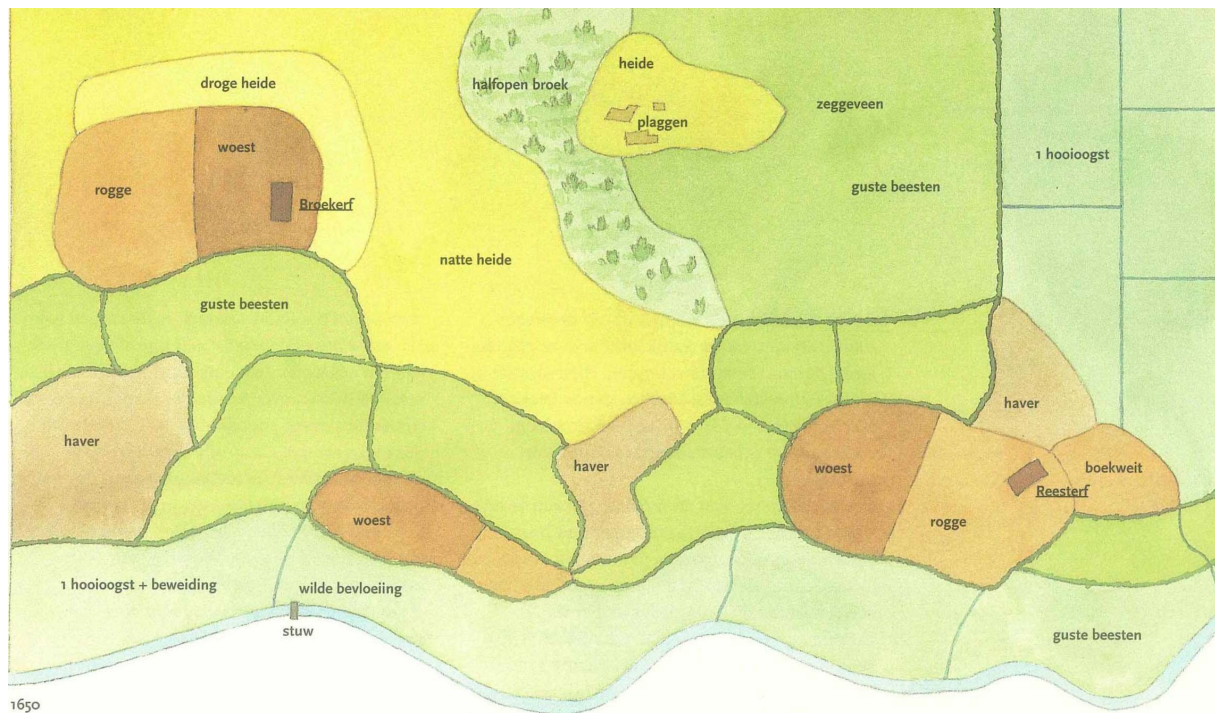 droge heide
halfopen broek
heide
plaggen
zeggeveen
woest
1 hooioogst
rogge
Broekerf
guste beesten
natte heide
guste beesten
haver
haver
haver
woest
boekweit
Reesterf
woest
rogge
1 hooioogst + beweiding
wilde bevloeiing
stuw
guste beesten
1650